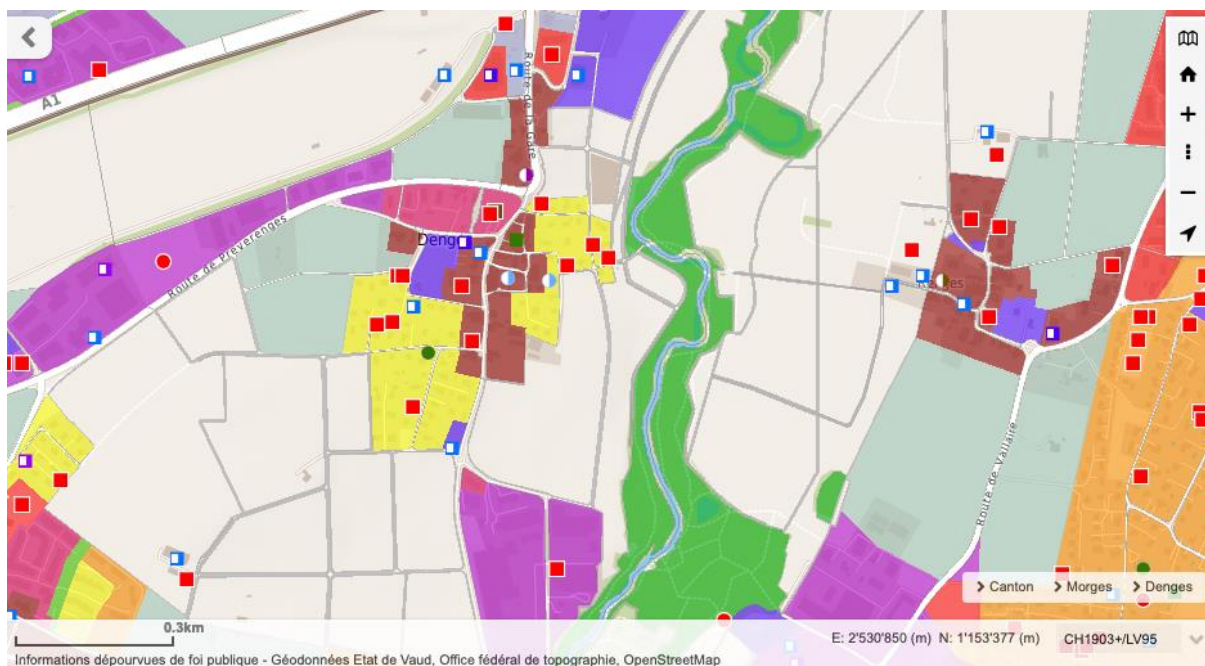 A1
Route de la Gare
Route de Préverenges
Route de Vallaire
> Canton
> Morges
> Denges
0.3km
E: 2'530'850 (m) N: 1'153'377 (m)
CH1903+/LV95
Informations dépourvues de foi publique - Géodonnées Etat de Vaud, Office fédéral de topographie, OpenStreetMap